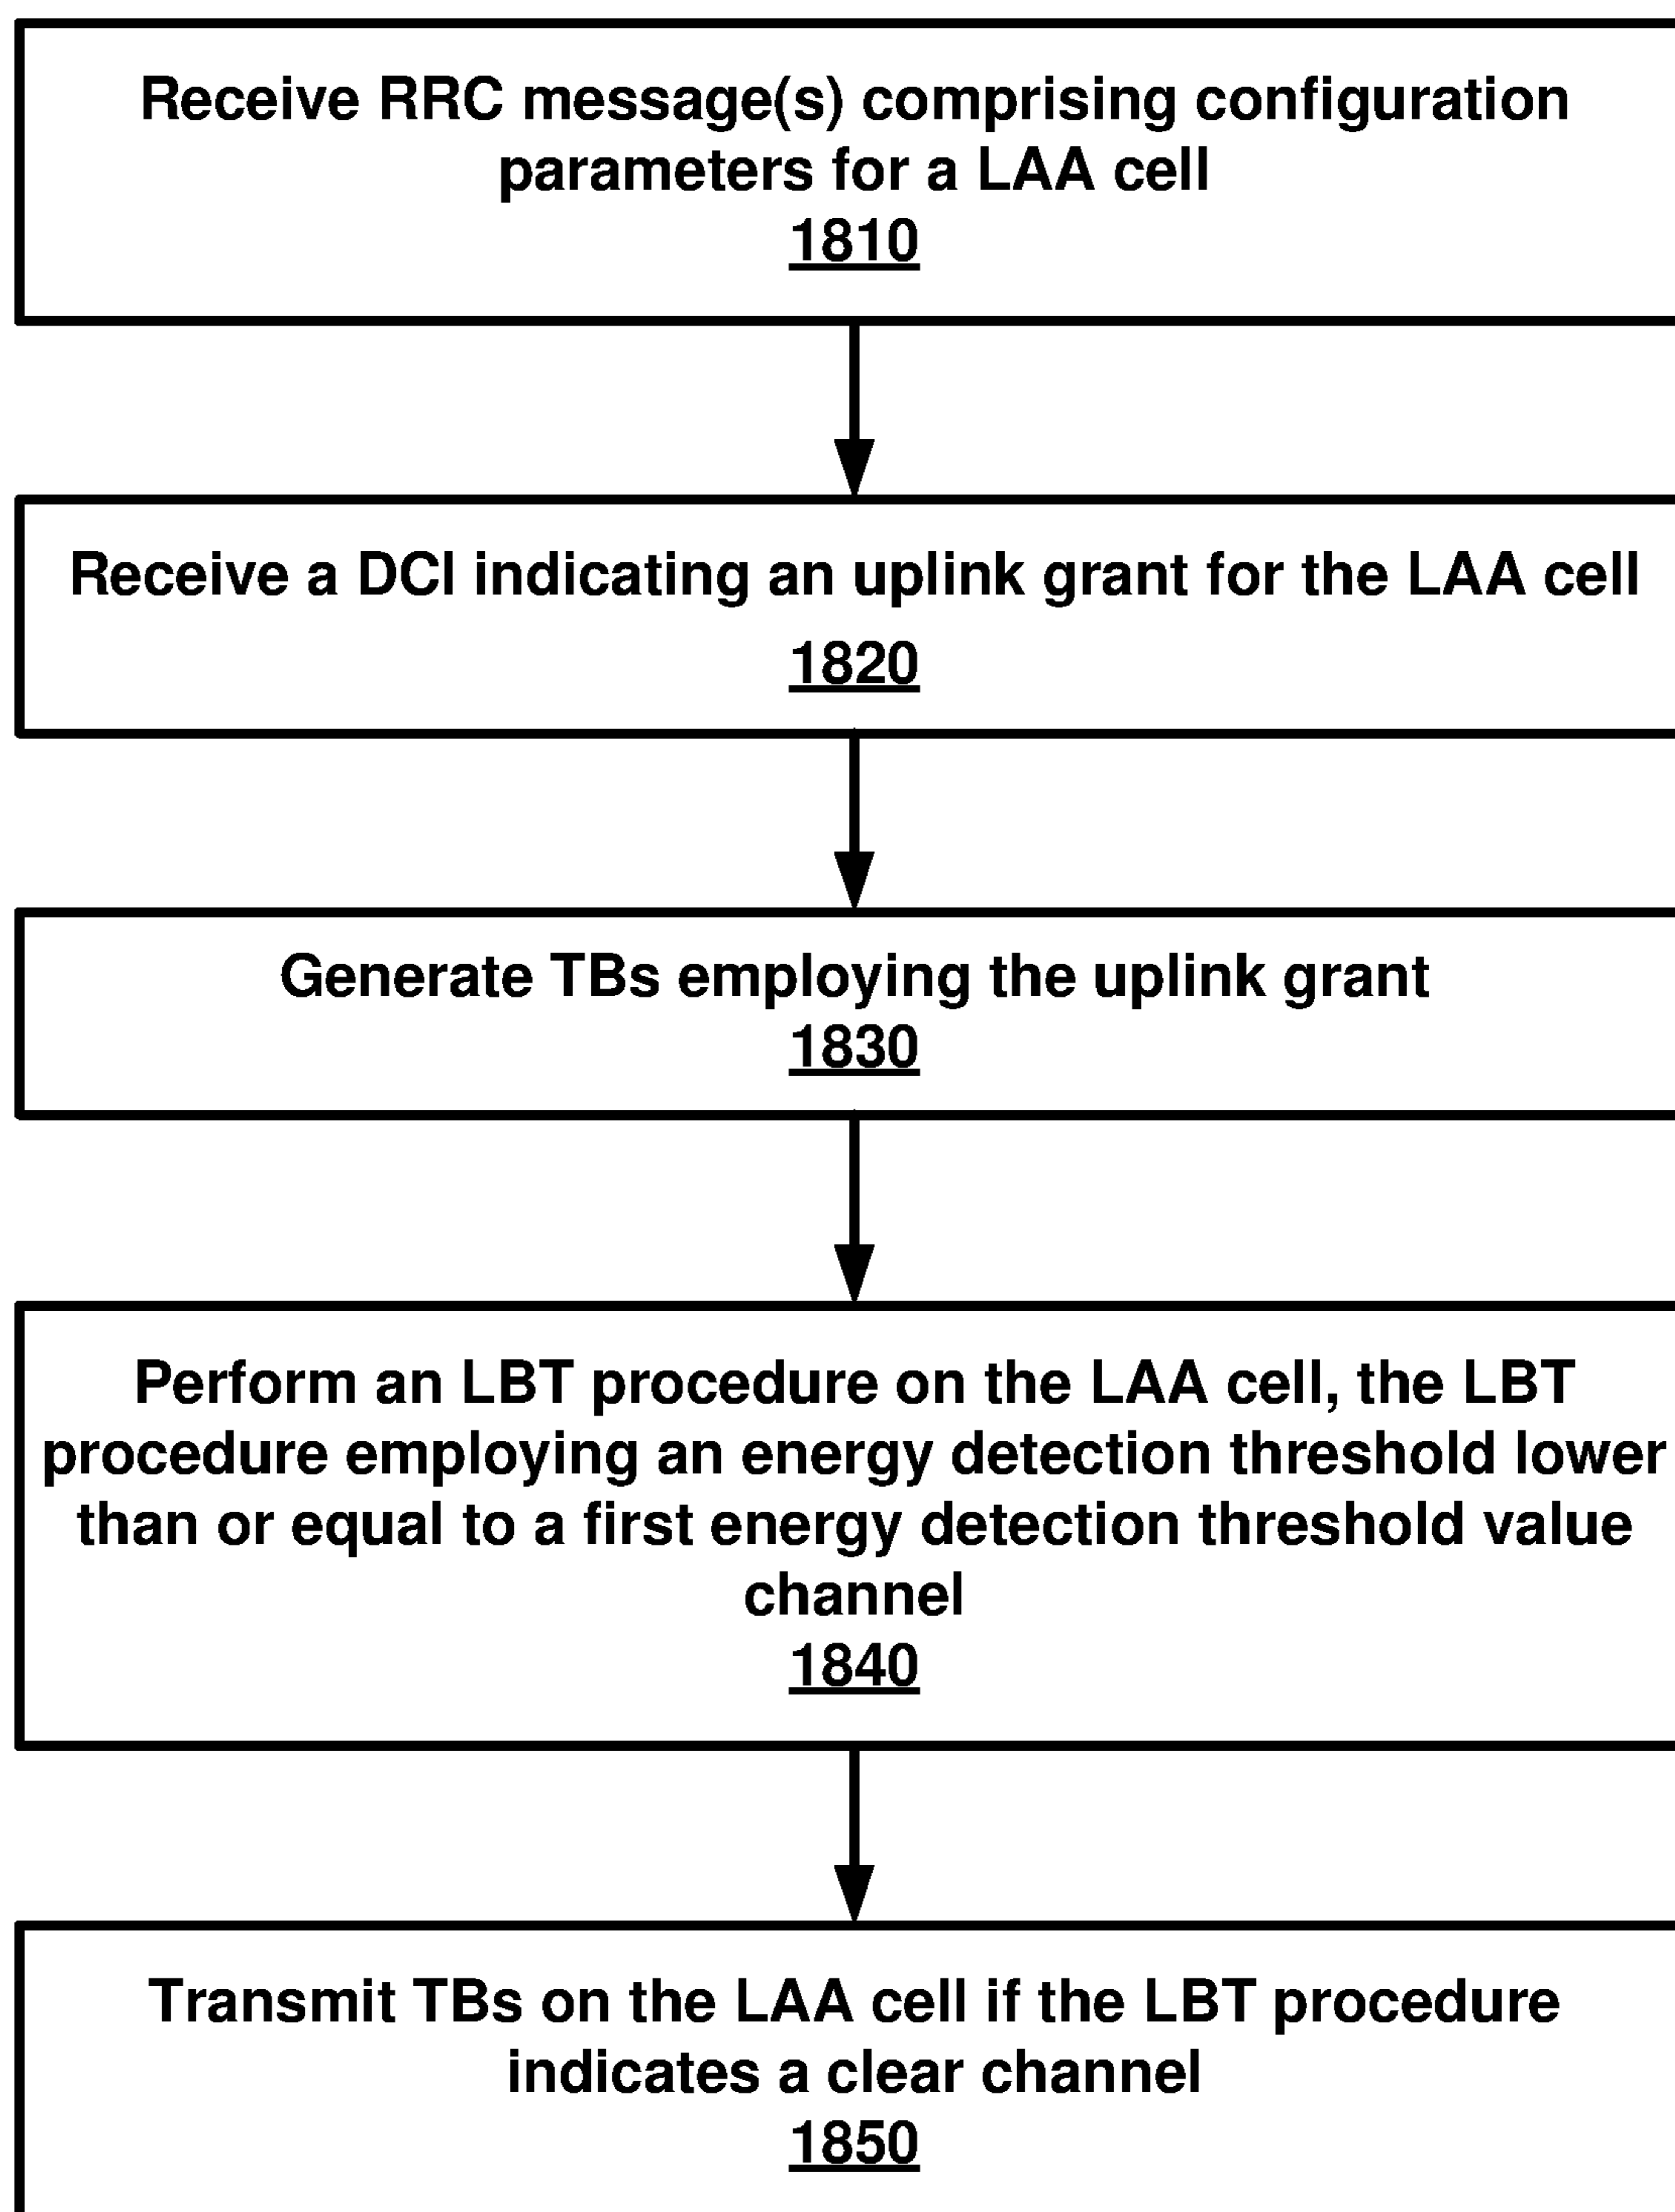 Receive RRC message(s) comprising configuration
parameters for a LAA cell
1810
Receive a DCI indicating an uplink grant for the LAA cell
1820
Generate TBs employing the uplink grant
1830
Perform an LBT procedure on the LAA cell, the LBT
procedure employing an energy detection threshold lower
than or equal to a first energy detection threshold value
channel
1840
Transmit TBs on the LAA cell if the LBT procedure
indicates a clear channel
1850